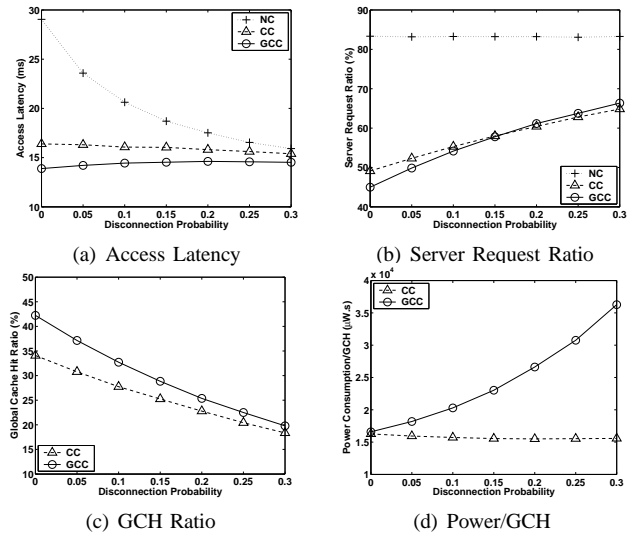 30
25
20
15
10
0 0.05 0.1 0.15 0.2 0.25 0.3
Disconnection Probability
Access Latency (ms)
NC
CC
GCC
(a) Access Latency
90
80
70
60
50
40
0 0.05 0.1 0.15 0.2 0.25 0.3
Disconnection Probability
Server Request Ratio (%)
NC
CC
GCC
(b) Server Request Ratio
50
45
40
35
30
25
20
15
10
0 0.05 0.1 0.15 0.2 0.25 0.3
Disconnection Probability
Global Cache Hit Ratio (%)
CC
GCC
(c) GCH Ratio
x 10^4
4
3.5
3
2.5
2
1.5
1
0 0.05 0.1 0.15 0.2 0.25 0.3
Disconnection Probability
Power Consumption/GCH (μW.s)
CC
GCC
(d) Power/GCH